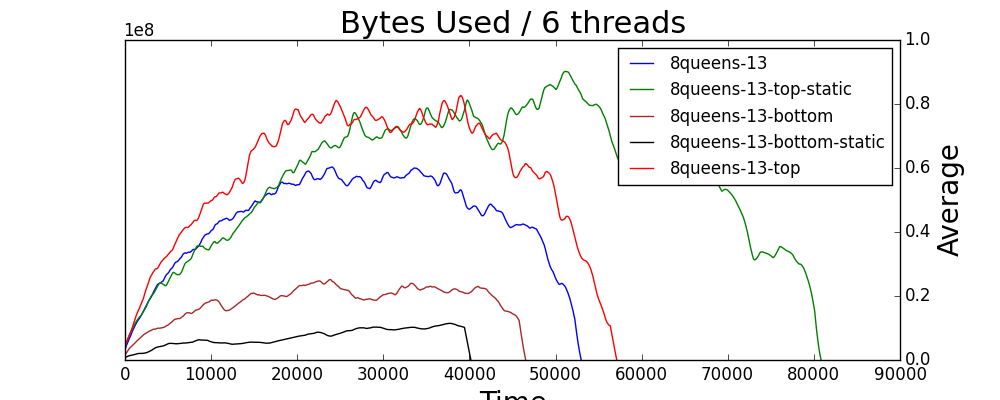 Bytes Used / 6 threads
1e8
1.0
8queens-13
8queens-13-top-static
8queens-13-bottom
8queens-13-bottom-static
8queens-13-top
0.8
0.6
0.4
0.2
0.0
Average
0 10000 20000 30000 40000 50000 60000 70000 80000 90000
Time